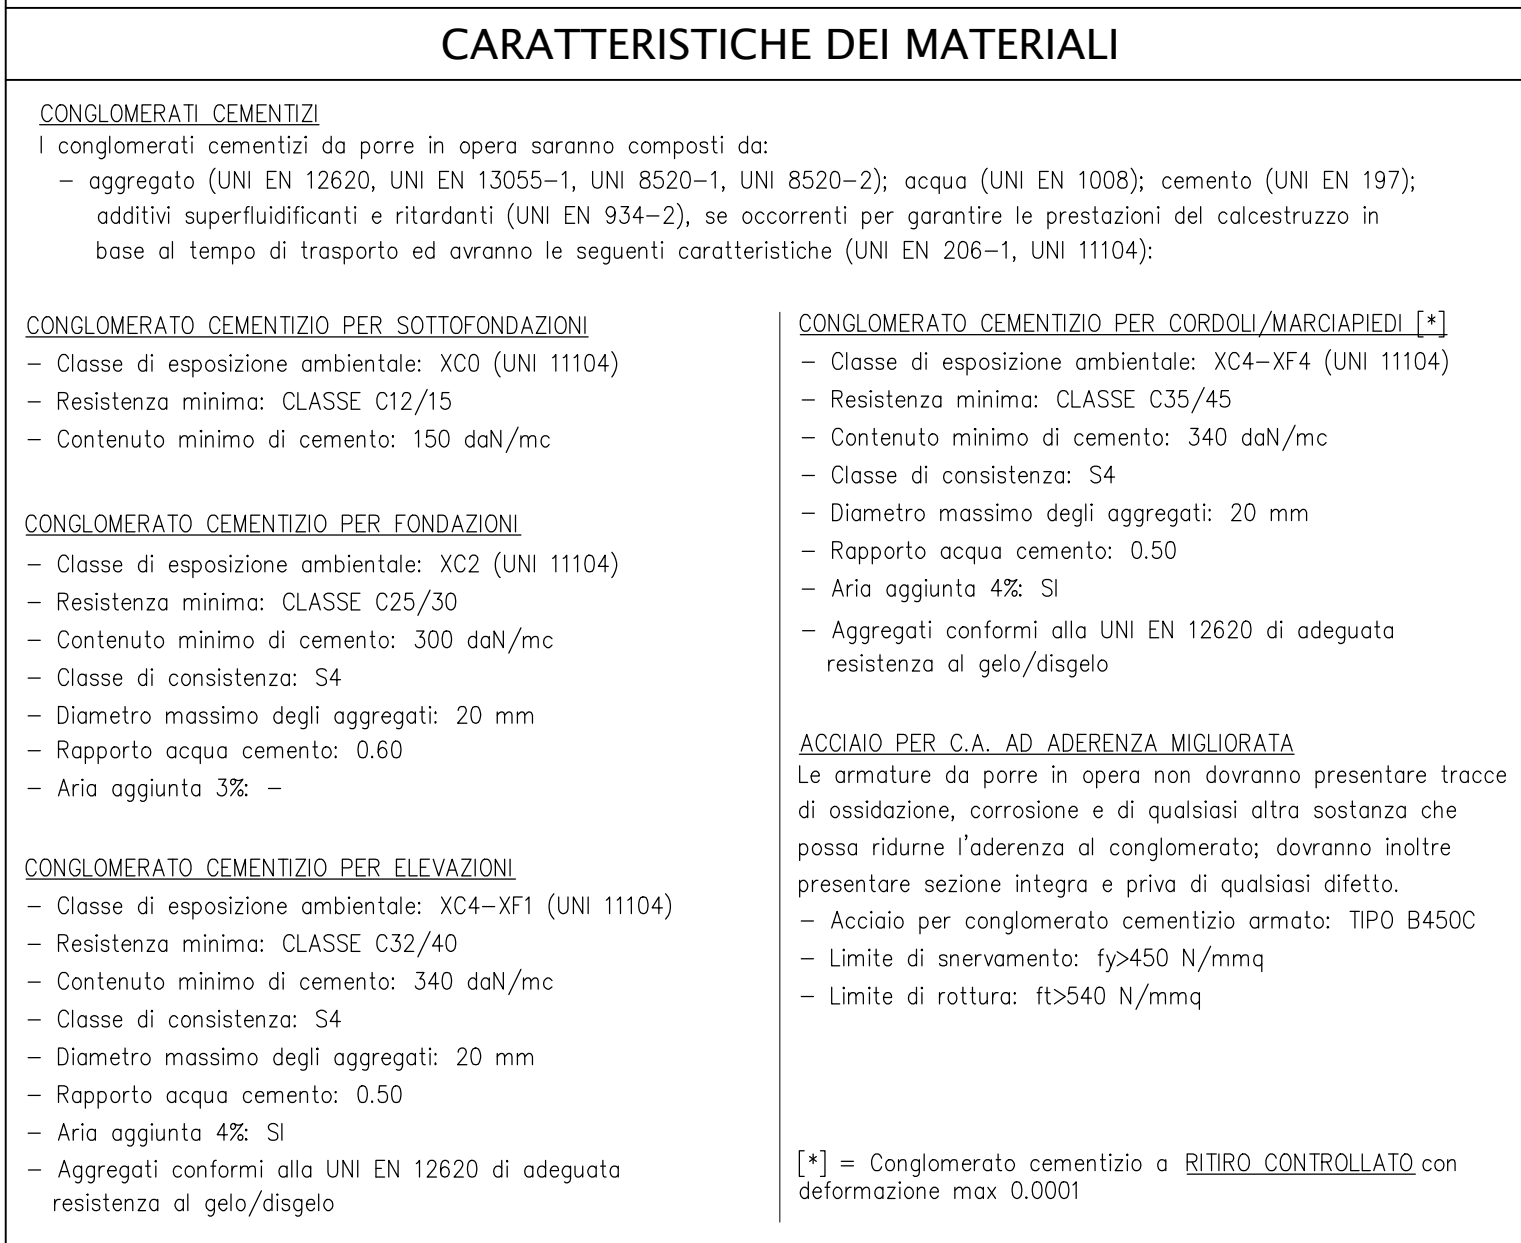 CARATTERISTICHE DEI MATERIALI
CONGLOMERATI CEMENTIZI
I conglomerati cementizi da porre in opera saranno composti da:
– aggregato (UNI EN 12620, UNI EN 13055–1, UNI 8520–1, UNI 8520–2); acqua (UNI EN 1008); cemento (UNI EN 197);
additivi superfluidificanti e ritardanti (UNI EN 934–2), se occorrenti per garantire le prestazioni del calcestruzzo in
base al tempo di trasporto ed avranno le seguenti caratteristiche (UNI EN 206–1, UNI 11104):
CONGLOMERATO CEMENTIZIO PER SOTTOFONDAZIONI
– Classe di esposizione ambientale: XC0 (UNI 11104)
– Resistenza minima: CLASSE C12/15
– Contenuto minimo di cemento: 150 daN/mc
CONGLOMERATO CEMENTIZIO PER FONDAZIONI
– Classe di esposizione ambientale: XC2 (UNI 11104)
– Resistenza minima: CLASSE C25/30
– Contenuto minimo di cemento: 300 daN/mc
– Classe di consistenza: S4
– Diametro massimo degli aggregati: 20 mm
– Rapporto acqua cemento: 0.60
– Aria aggiunta 3%: –
CONGLOMERATO CEMENTIZIO PER ELEVAZIONI
– Classe di esposizione ambientale: XC4–XF1 (UNI 11104)
– Resistenza minima: CLASSE C32/40
– Contenuto minimo di cemento: 340 daN/mc
– Classe di consistenza: S4
– Diametro massimo degli aggregati: 20 mm
– Rapporto acqua cemento: 0.50
– Aria aggiunta 4%: SI
– Aggregati conformi alla UNI EN 12620 di adeguata
resistenza al gelo/disgelo
CONGLOMERATO CEMENTIZIO PER CORDOLI/MARCIAPIEDI [*]
– Classe di esposizione ambientale: XC4–XF4 (UNI 11104)
– Resistenza minima: CLASSE C35/45
– Contenuto minimo di cemento: 340 daN/mc
– Classe di consistenza: S4
– Diametro massimo degli aggregati: 20 mm
– Rapporto acqua cemento: 0.50
– Aria aggiunta 4%: SI
– Aggregati conformi alla UNI EN 12620 di adeguata
resistenza al gelo/disgelo
ACCIAIO PER C.A. AD ADERENZA MIGLIORATA
Le armature da porre in opera non dovranno presentare tracce
di ossidazione, corrosione e di qualsiasi altra sostanza che
possa ridurne l'aderenza al conglomerato; dovranno inoltre
presentare sezione integra e priva di qualsiasi difetto.
– Acciaio per conglomerato cementizio armato: TIPO B450C
– Limite di snervamento: fy>450 N/mmq
– Limite di rottura: ft>540 N/mmq
[*] = Conglomerato cementizio a RITIRO CONTROLLATO con
deformazione max 0.0001